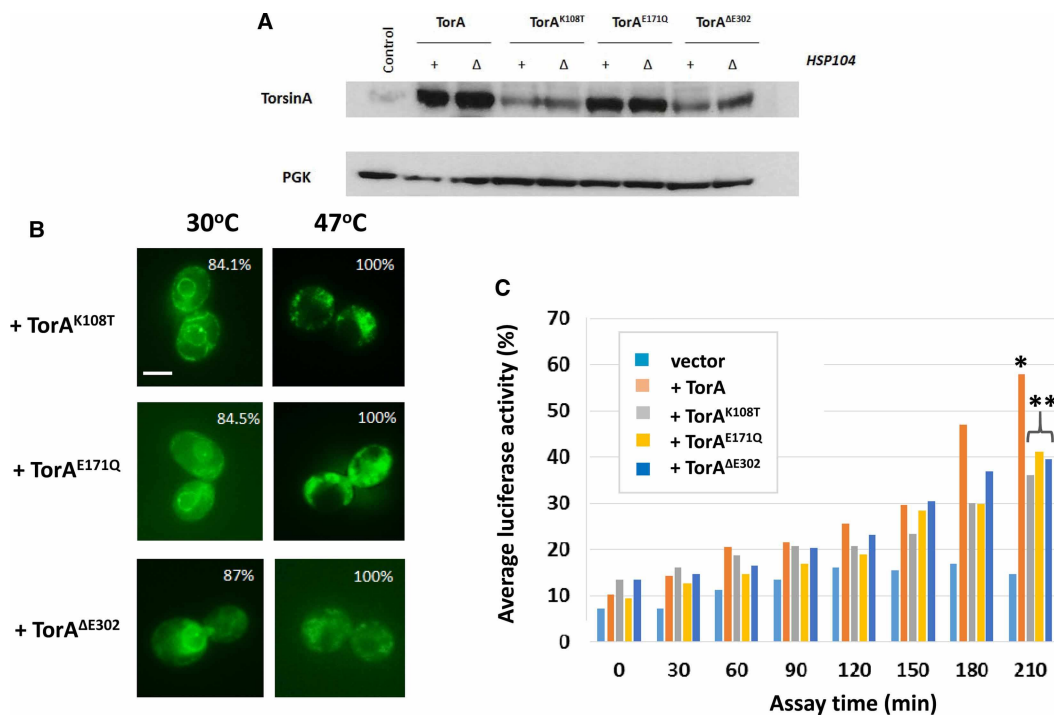 A
Control
TorA
TorA^K108T
TorA^E171Q
TorA^ΔE302
+ Δ + Δ + Δ + Δ
HSP104
TorsinA
PGK
B
30°C
47°C
+ TorA^K108T
84.1%
100%
+ TorA^E171Q
84.5%
100%
+ TorA^ΔE302
87%
100%
C
Average luciferase activity (%)
70
60
50
40
30
20
10
0
vector
+ TorA
+ TorA^K108T
+ TorA^E171Q
+ TorA^ΔE302
*
**
0 30 60 90 120 150 180 210
Assay time (min)